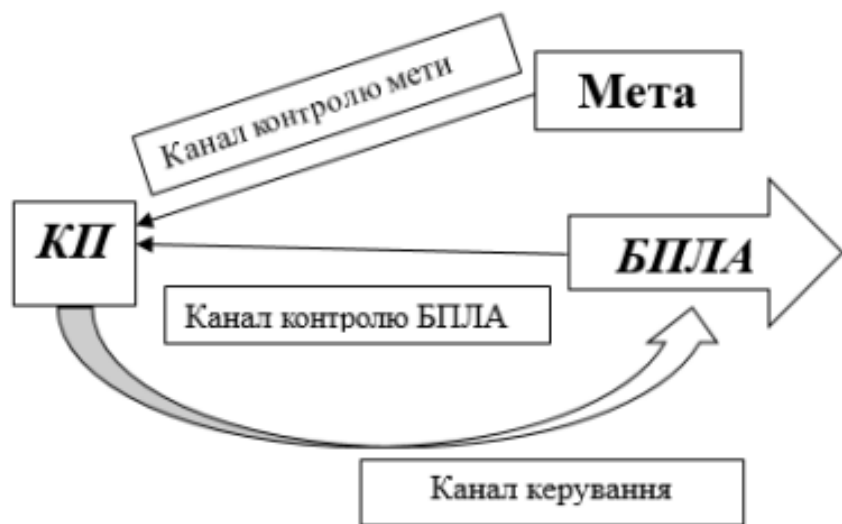 Канал контролю мети
Мета
КП
БПЛА
Канал контролю БПЛА
Канал керування